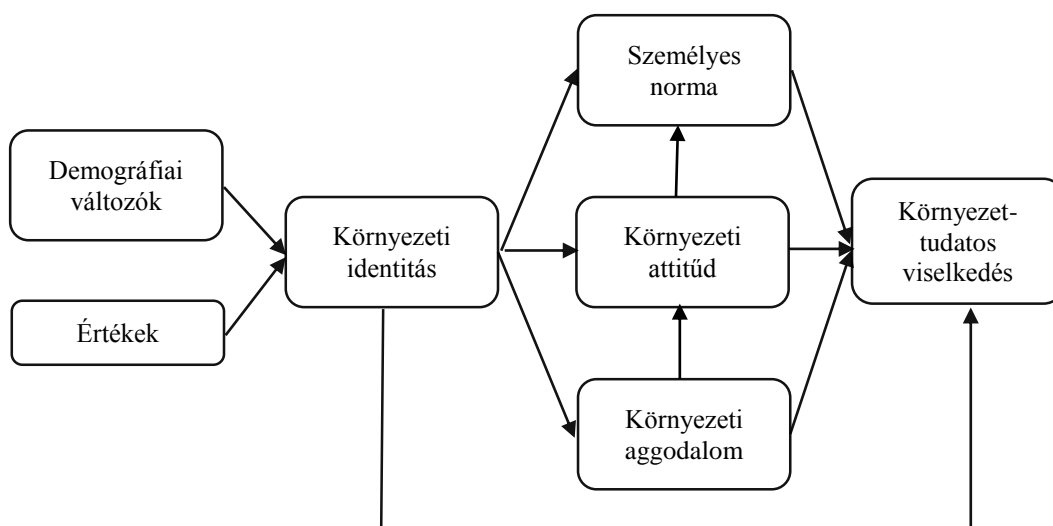 Demográfiai
változók
Értékek
Környezeti
identitás
Személyes
norma
Környezeti
attitűd
Környezeti
aggodalom
Környezet-
tudatos
viselkedés